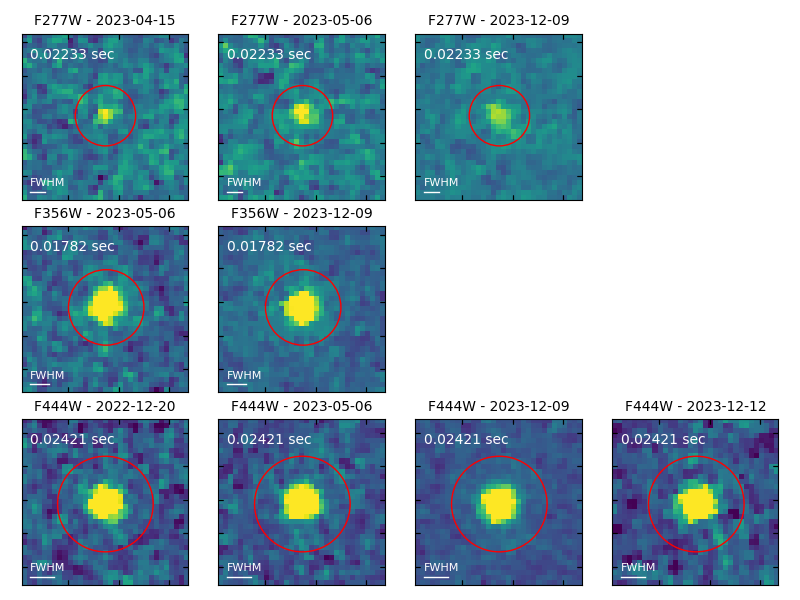 F277W - 2023-04-15
0.02233 sec
FWHM
F277W - 2023-05-06
0.02233 sec
FWHM
F277W - 2023-12-09
0.02233 sec
FWHM
F356W - 2023-05-06
0.01782 sec
FWHM
F356W - 2023-12-09
0.01782 sec
FWHM
F444W - 2022-12-20
0.02421 sec
FWHM
F444W - 2023-05-06
0.02421 sec
FWHM
F444W - 2023-12-09
0.02421 sec
FWHM
F444W - 2023-12-12
0.02421 sec
FWHM